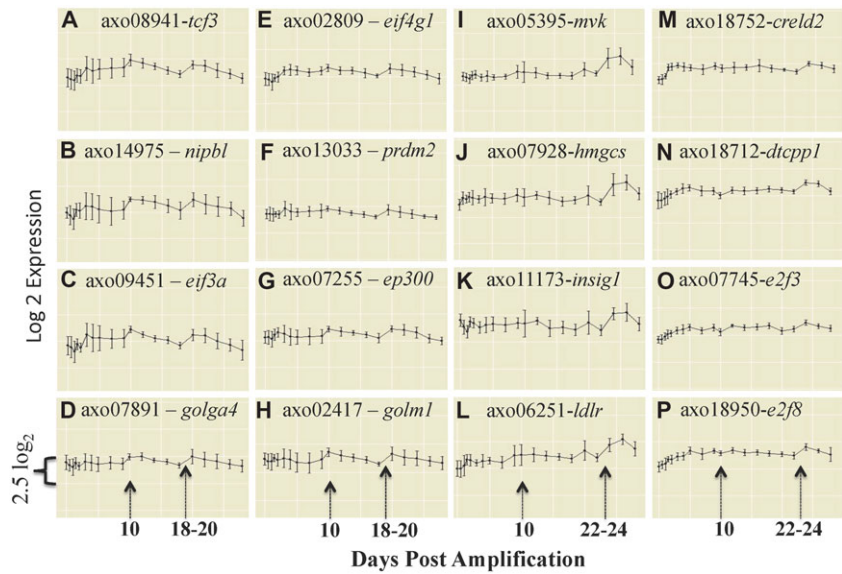 A axo08941-tcf3
E axo02809 – eif4g1
I axo05395-mvk
M axo18752-creld2
B axo14975 – nipbl
F axo13033 – prdm2
J axo07928-hmgcs
N axo18712-dtcpp1
C axo09451 – eif3a
G axo07255 – ep300
K axo11173-insig1
O axo07745-e2f3
D axo07891 – golga4
H axo02417 – golm1
L axo06251-ldlr
P axo18950-e2f8
Log 2 Expression
2.5 log2
10 18-20
10 18-20
10 22-24
10 22-24
Days Post Amplification